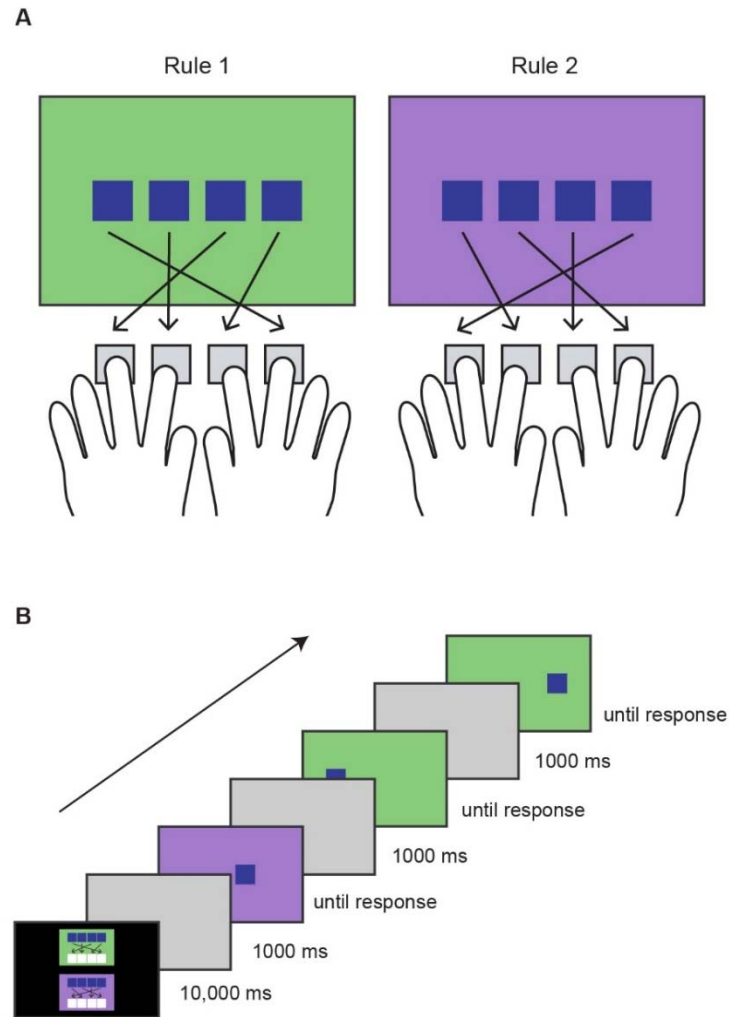 A
Rule 1
Rule 2
B
until response
1000 ms
until response
1000 ms
until response
1000 ms
10,000 ms